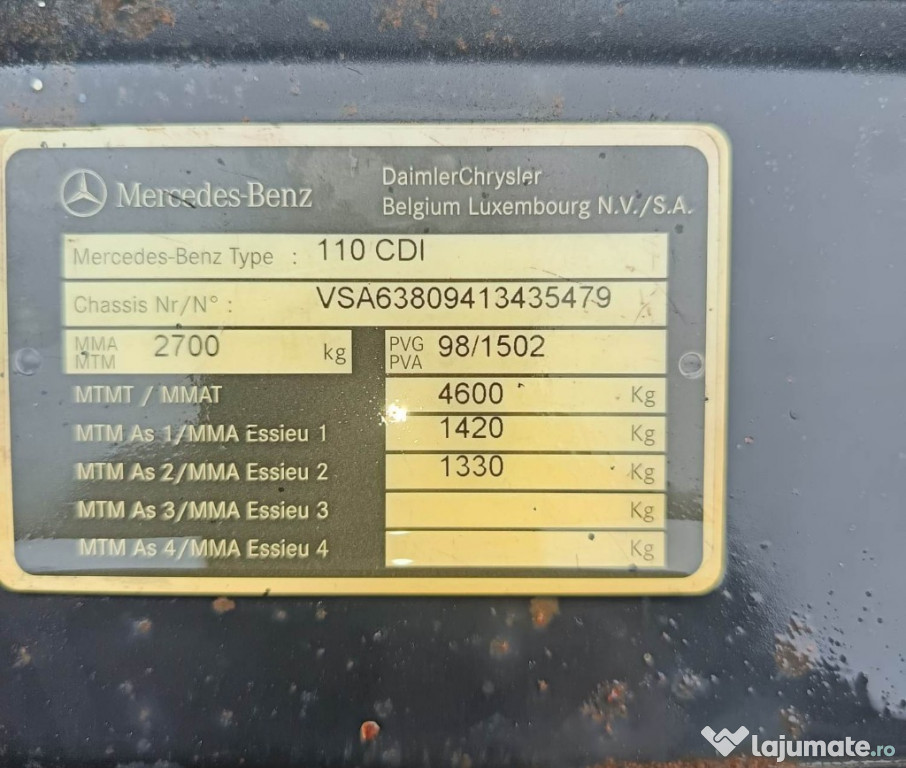 Mercedes-Benz
DaimlerChrysler
Belgium Luxembourg N.V./S.A.
Mercedes-Benz Type : 110 CDI
Chassis Nr/N° : VSA63809413435479
MMA
MTM 2700 kg
PVG
PVA 98/1502
MTMT / MMAT 4600 Kg
MTM As 1/MMA Essieu 1 1420 Kg
MTM As 2/MMA Essieu 2 1330 Kg
MTM As 3/MMA Essieu 3 Kg
MTM As 4/MMA Essieu 4 Kg
lajumate.ro